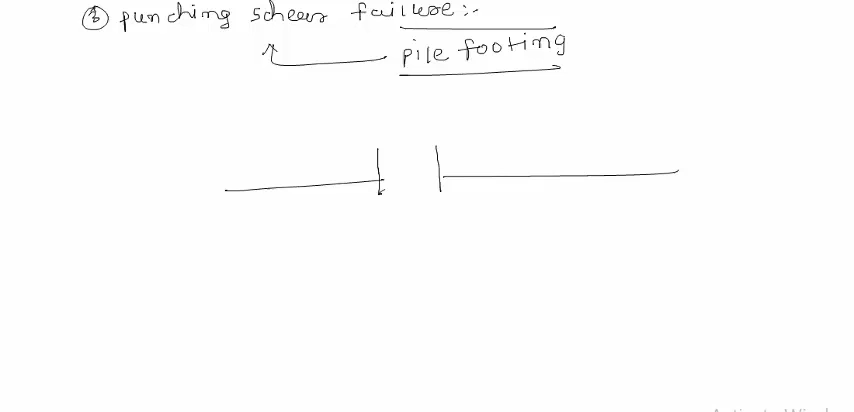 ③ punching schear failure:-
pile footing